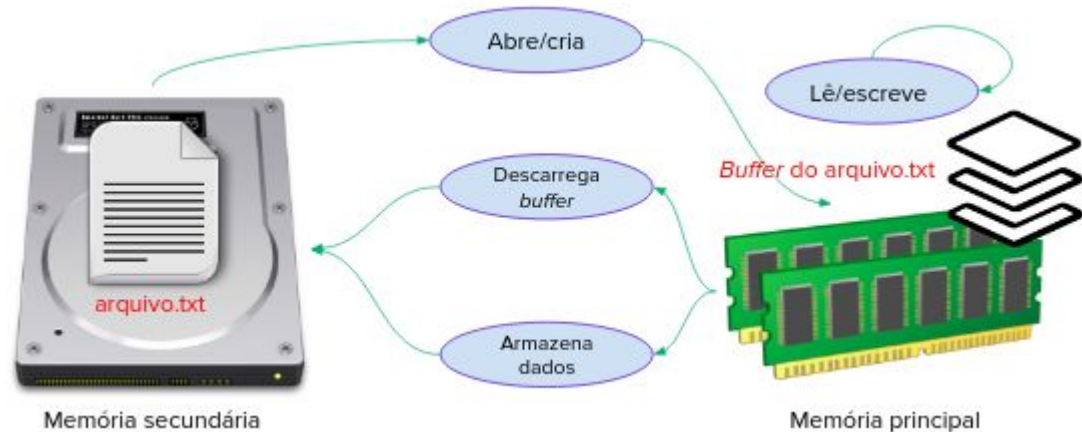 Abre/cria
Lê/escreve
Buffer do arquivo.txt
Descarrega
buffer
arquivo.txt
Armazena
dados
Memória secundária
Memória principal